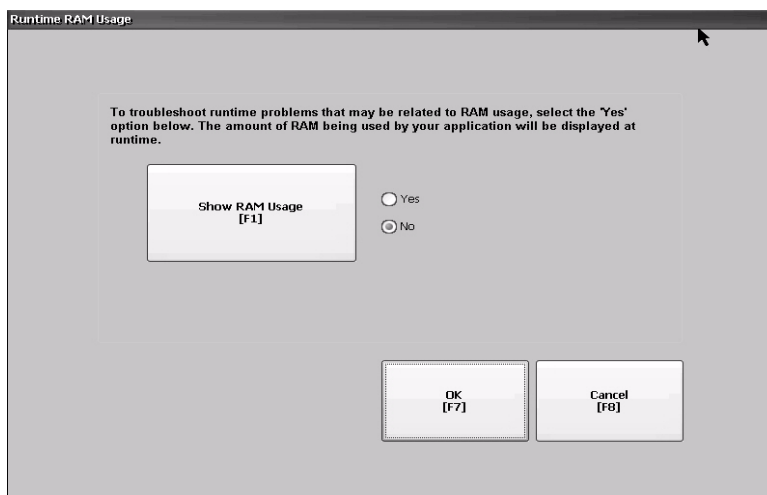 Runtime RAM Usage
To troubleshoot runtime problems that may be related to RAM usage, select the 'Yes'
option below. The amount of RAM being used by your application will be displayed at
runtime.
Show RAM Usage
[F1]
Yes
No
OK
[F7]
Cancel
[F8]